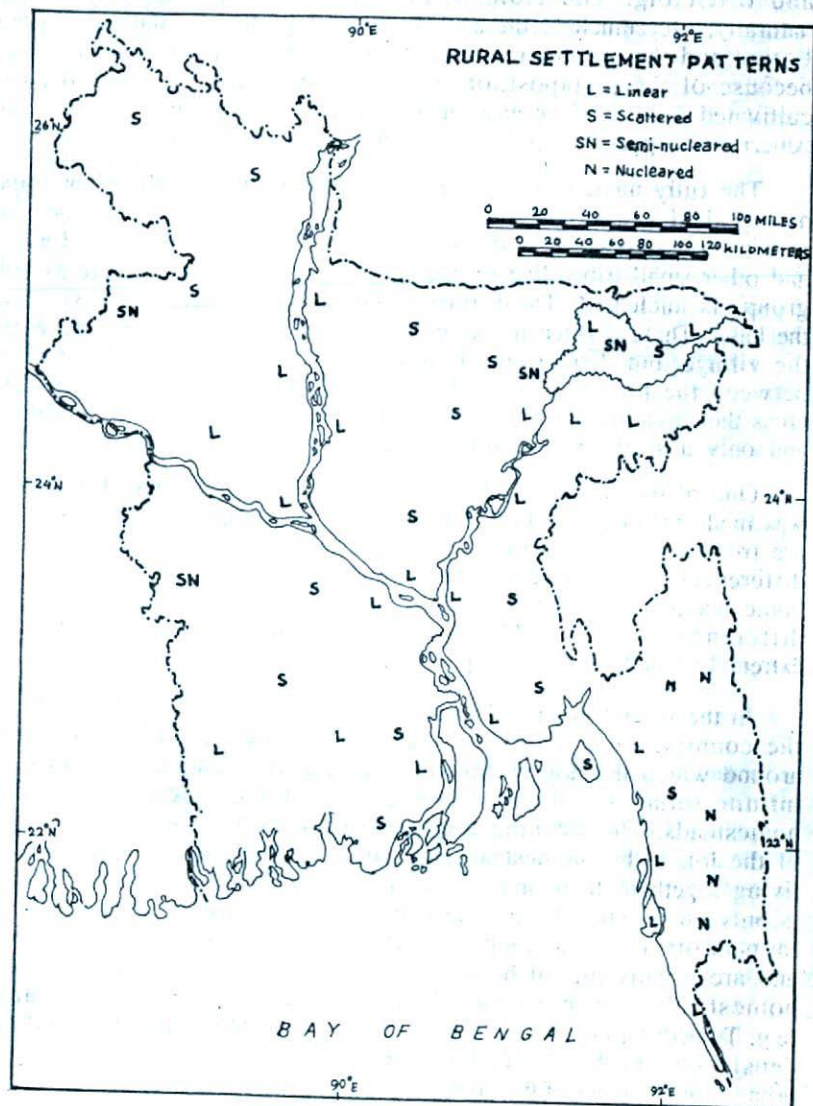 90°E
92°E
RURAL SETTLEMENT PATTERNS
L = Linear
S = Scattered
SN = Semi-nucleared
N = Nucleared
0 20 40 60 80 100 MILES
0 20 40 60 80 100 120 KILOMETERS
26°N
S
S
SN
S
L
S
L
SN
L
S
L
S
SN
L
L
L
S
L
L
24°N
L
L
S
24°N
SN
S
L
L
L
S
S
S
N
N
L
L
L
S
L
L
S
S
N
22°N
S
L
N
22°N
L
N
L
BAY OF BENGAL
90°E
92°E